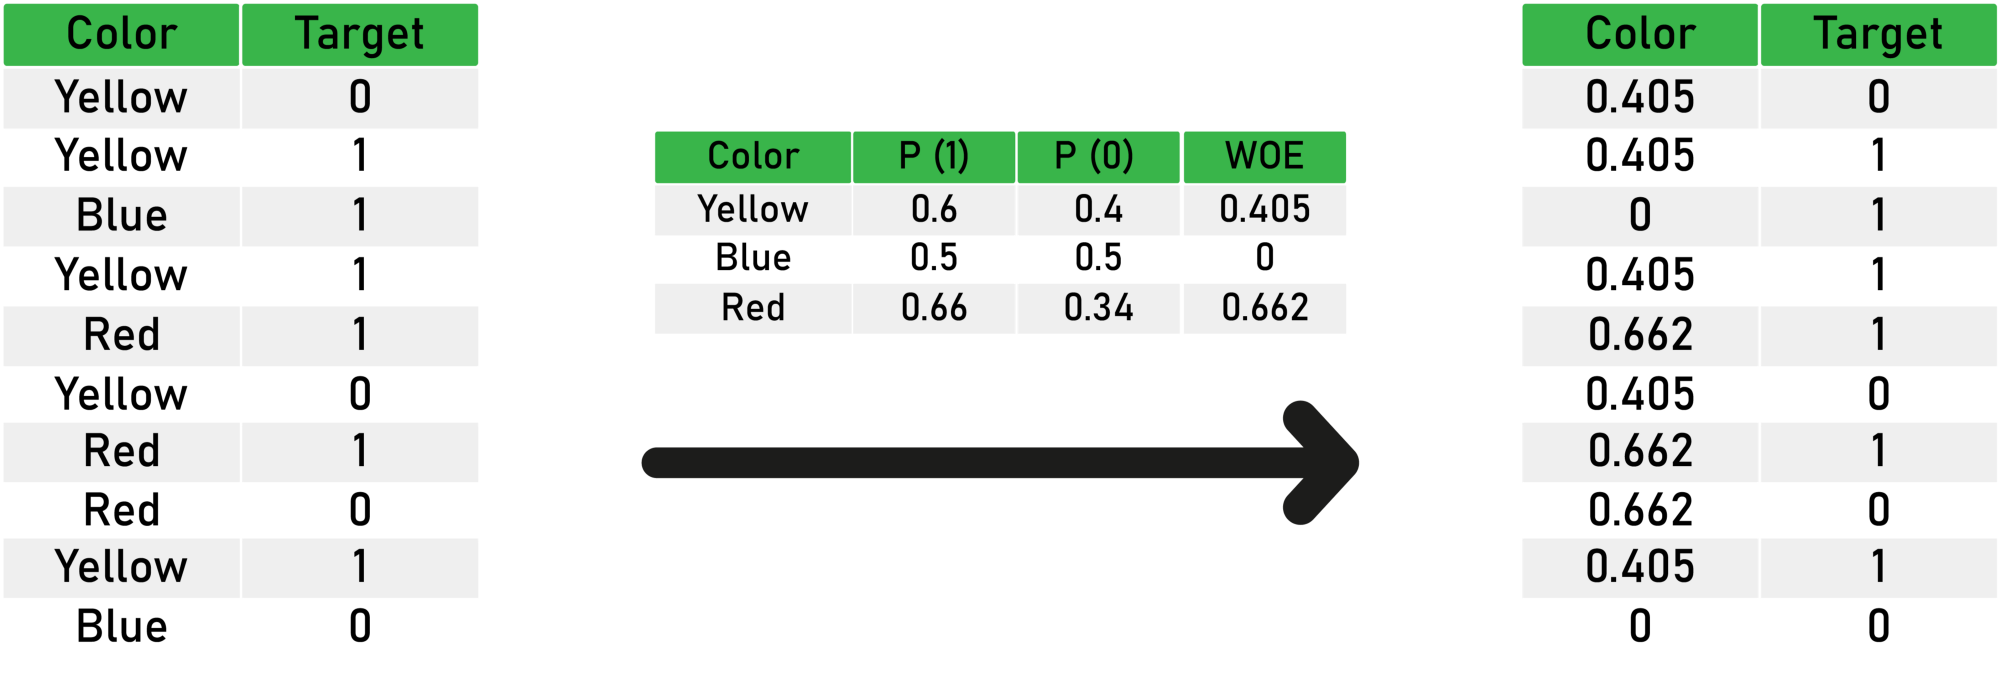 Color Target
Yellow 0
Yellow 1
Blue 1
Yellow 1
Red 1
Yellow 0
Red 1
Red 0
Yellow 1
Blue 0
Color P (1) P (0) WOE
Yellow 0.6 0.4 0.405
Blue 0.5 0.5 0
Red 0.66 0.34 0.662
Color Target
0.405 0
0.405 1
0 1
0.405 1
0.662 1
0.405 0
0.662 1
0.662 0
0.405 1
0 0